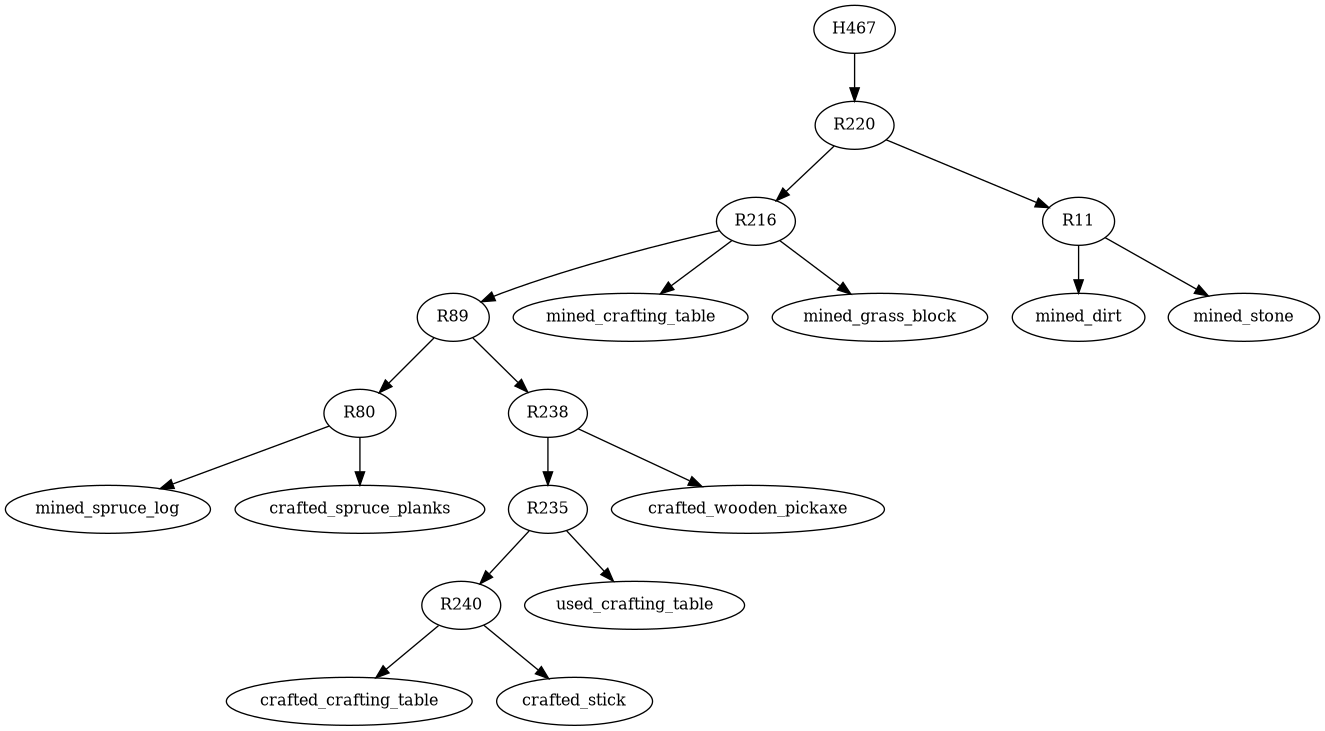 H467
R220
R216
R11
R89
mined_crafting_table
mined_grass_block
mined_dirt
mined_stone
R80
R238
mined_spruce_log
crafted_spruce_planks
R235
crafted_wooden_pickaxe
R240
used_crafting_table
crafted_crafting_table
crafted_stick